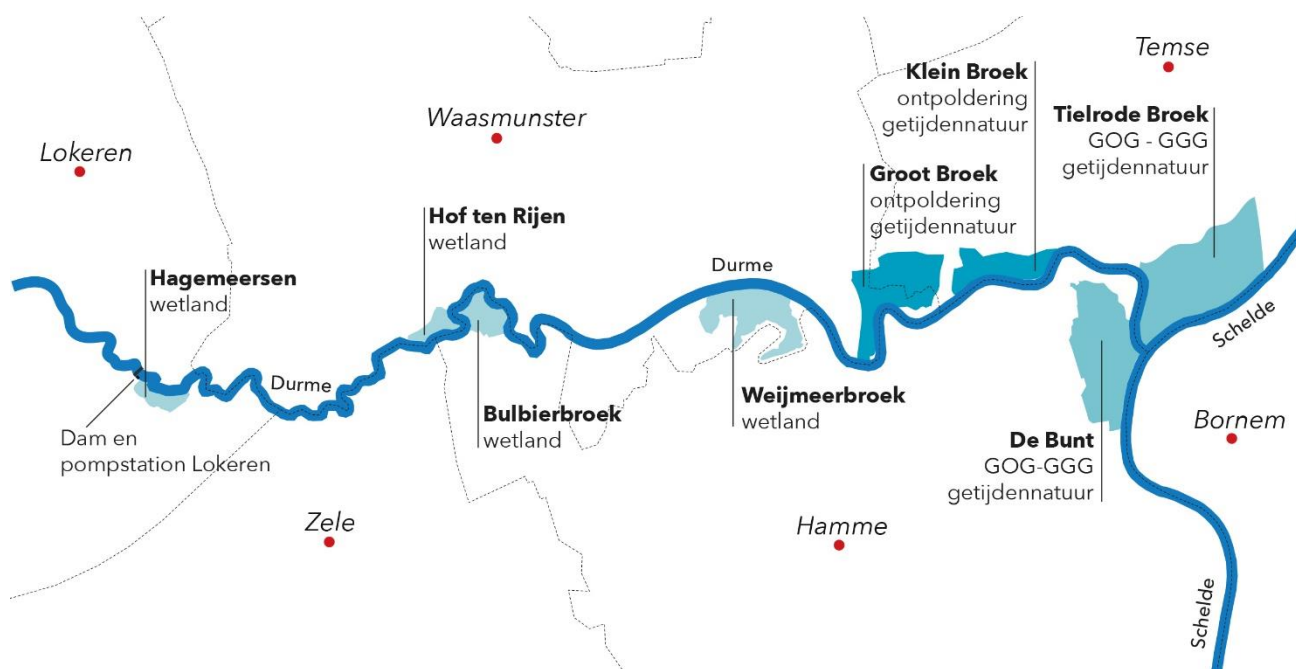 Temse
Klein Broek
ontpoldering
getijdennatuur
Tielrode Broek
GOG - GGG
getijdennatuur
Waasmunster
Lokeren
Groot Broek
ontpoldering
getijdennatuur
Hof ten Rijen
wetland
Hagemeersen
wetland
Durme
Schelde
Durme
Weijmeerbroek
wetland
Bulbierbroek
wetland
Dam en
pompstation Lokeren
De Bunt
GOG-GGG
getijdennatuur
Bornem
Zele
Hamme
Schelde